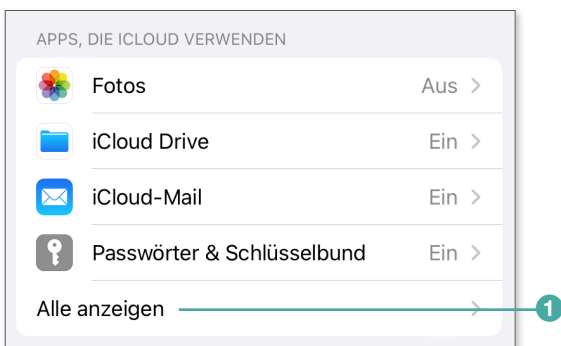 APPS, DIE ICLOUD VERWENDEN
Fotos Aus
iCloud Drive Ein
iCloud-Mail Ein
Passwörter & Schlüsselbund Ein
Alle anzeigen 1